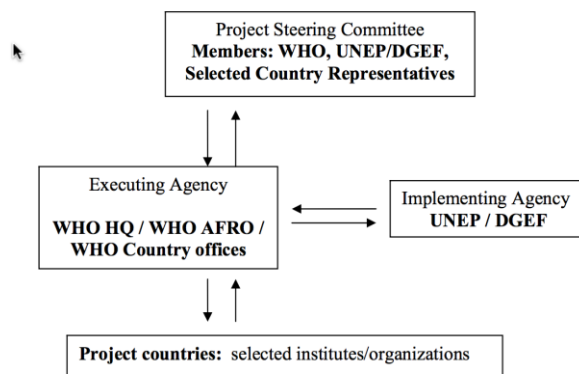 Project Steering Committee
Members: WHO, UNEP/DGEF,
Selected Country Representatives
Executing Agency
WHO HQ / WHO AFRO /
WHO Country offices
Implementing Agency
UNEP / DGEF
Project countries: selected institutes/organizations